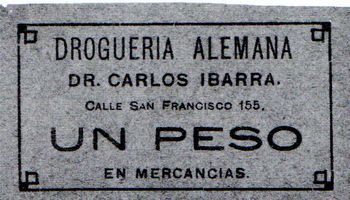 DROGUERIA ALEMANA
DR. CARLOS IBARRA.
CALLE SAN FRANCISCO 155.
UN PESO
EN MERCANCIAS.